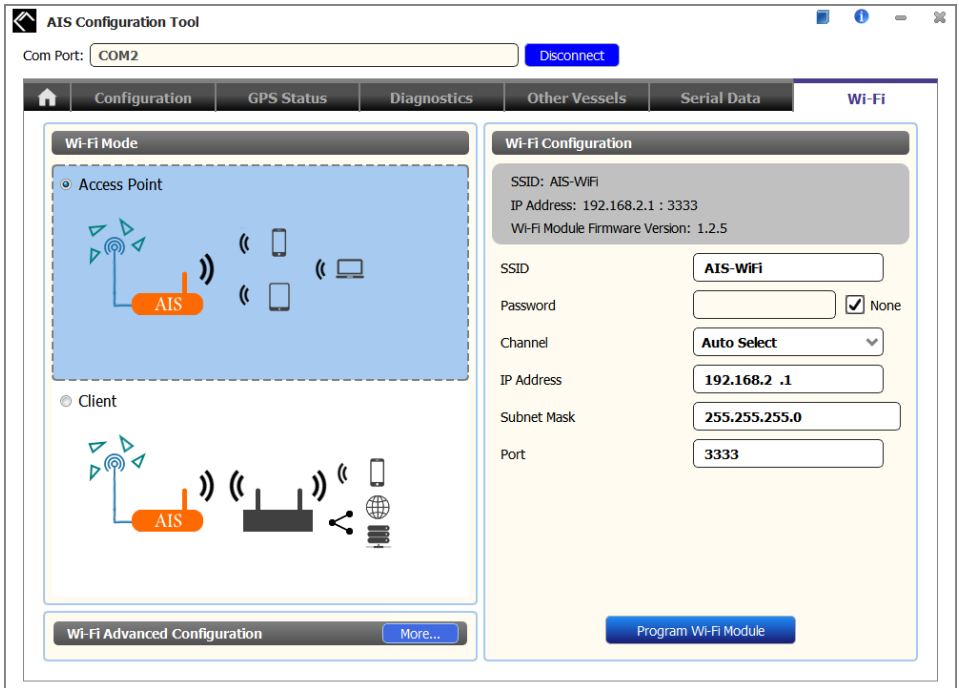 AIS Configuration Tool
Com Port: COM2 Disconnect
Configuration GPS Status Diagnostics Other Vessels Serial Data Wi-Fi
Wi-Fi Mode
Access Point
AIS
Client
AIS
Wi-Fi Advanced Configuration More...
Wi-Fi Configuration
SSID: AIS-WiFi
IP Address: 192.168.2.1 : 3333
Wi-Fi Module Firmware Version: 1.2.5
SSID AIS-WiFi
Password None
Channel Auto Select
IP Address 192.168.2 .1
Subnet Mask 255.255.255.0
Port 3333
Program Wi-Fi Module